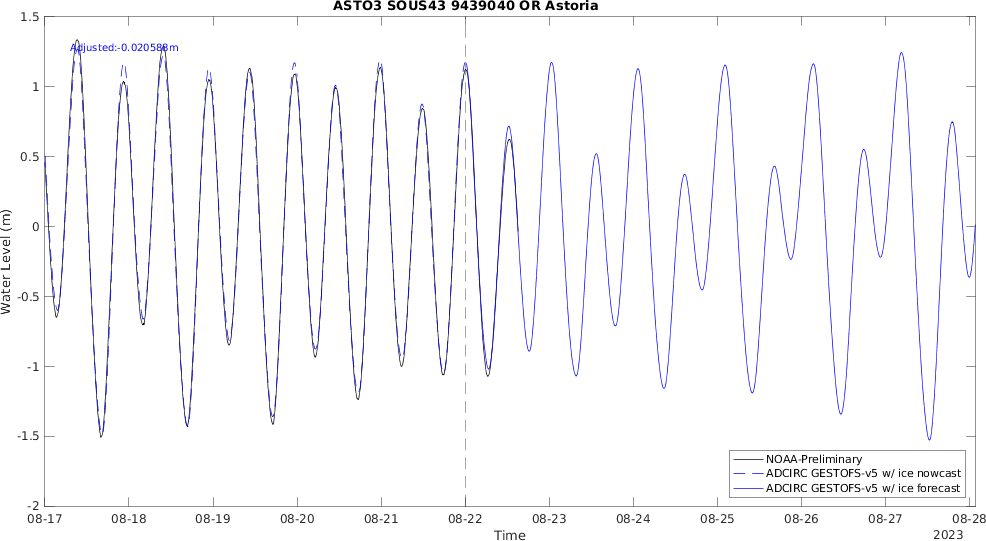 ASTO3 SOUS43 9439040 OR Astoria
Adjusted:-0.020588m
Water Level (m)
1.5
1
0.5
0
-0.5
-1
-1.5
-2
NOAA-Preliminary
ADCIRC GESTOFS-v5 w/ ice nowcast
ADCIRC GESTOFS-v5 w/ ice forecast
08-17 08-18 08-19 08-20 08-21 08-22 08-23 08-24 08-25 08-26 08-27 08-28
Time
2023